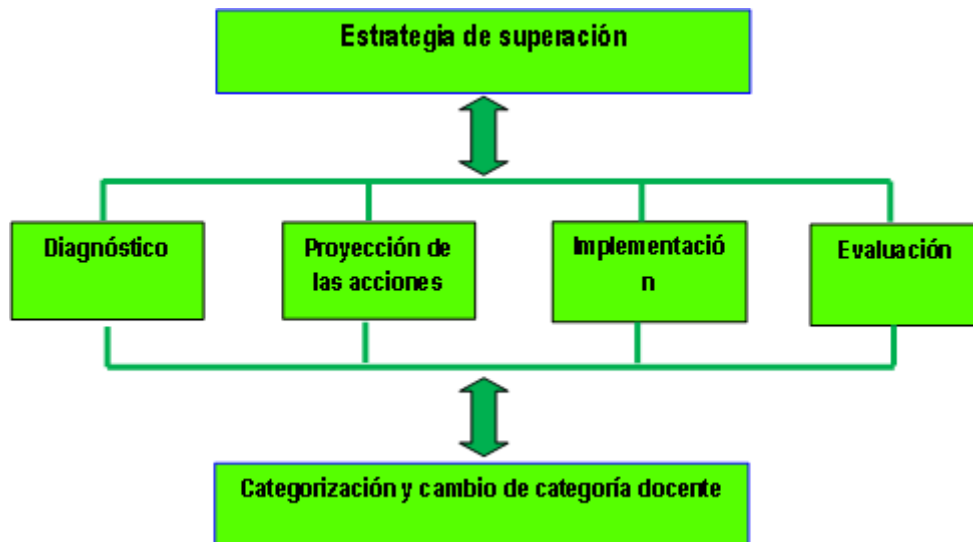 Estrategia de superación
Diagnóstico
Proyección de
las acciones
Implementació
n
Evaluación
Categorización y cambio de categoría docente